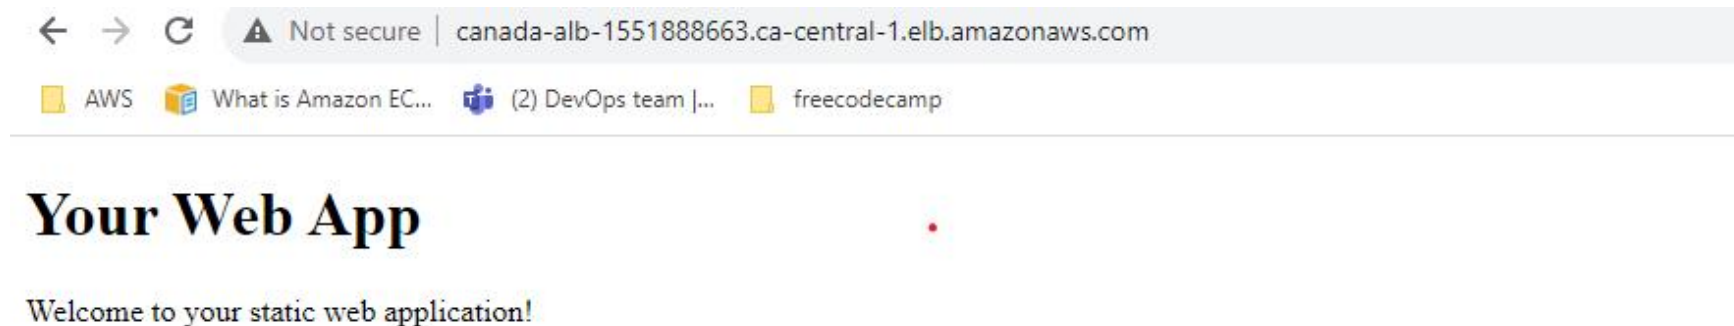 Not secure | canada-alb-1551888663.ca-central-1.elb.amazonaws.com
AWS What is Amazon EC... (2) DevOps team |... freecodecamp
Your Web App
Welcome to your static web application!